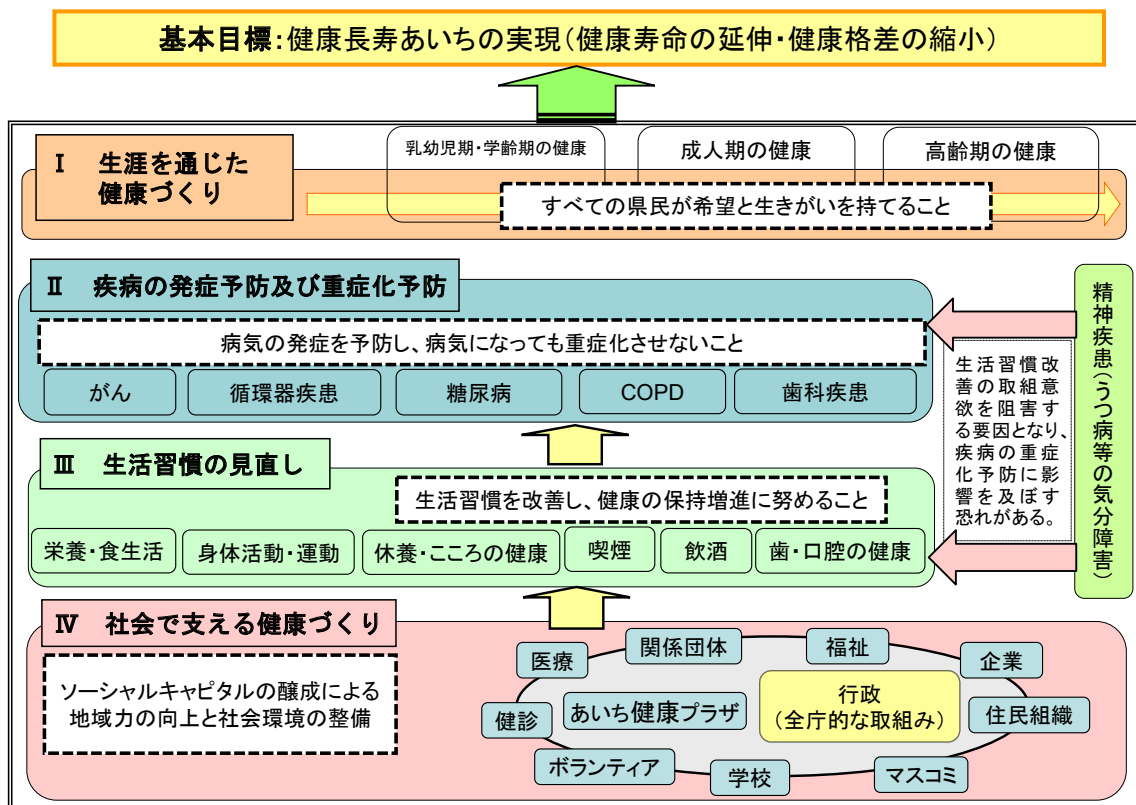 基本目標:健康長寿あいちの実現(健康寿命の延伸・健康格差の縮小)
Ⅰ 生涯を通じた
健康づくり
乳幼児期・学齢期の健康
成人期の健康
高齢期の健康
すべての県民が希望と生きがいを持てること
Ⅱ 疾病の発症予防及び重症化予防
病気の発症を予防し、病気になっても重症化させないこと
がん
循環器疾患
糖尿病
COPD
歯科疾患
精神疾患(うつ病等の気分障害)
生活習慣改
善の取組意
欲を阻害す
る要因となり、
疾病の重症
化予防に影
響を及ぼす
恐れがある。
Ⅲ 生活習慣の見直し
生活習慣を改善し、健康の保持増進に努めること
栄養・食生活
身体活動・運動
休養・こころの健康
喫煙
飲酒
歯・口腔の健康
Ⅳ 社会で支える健康づくり
ソーシャルキャピタルの醸成による
地域力の向上と社会環境の整備
医療
関係団体
福祉
企業
健診
あいち健康プラザ
行政
(全庁的な取組み)
住民組織
ボランティア
学校
マスコミ